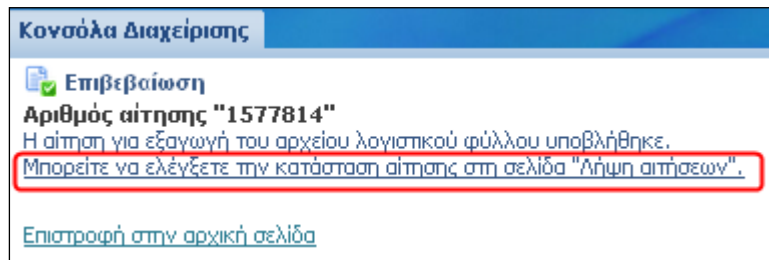 Κονσόλα Διαχείρισης
Επιβεβαίωση
Αριθμός αίτησης "1577814"
Η αίτηση για εξαγωγή του αρχείου λογιστικού φύλλου υποβλήθηκε.
Μπορείτε να ελέγξετε την κατάσταση αίτησης στη σελίδα "Λήψη αιτήσεων".
Επιστροφή στην αρχική σελίδα